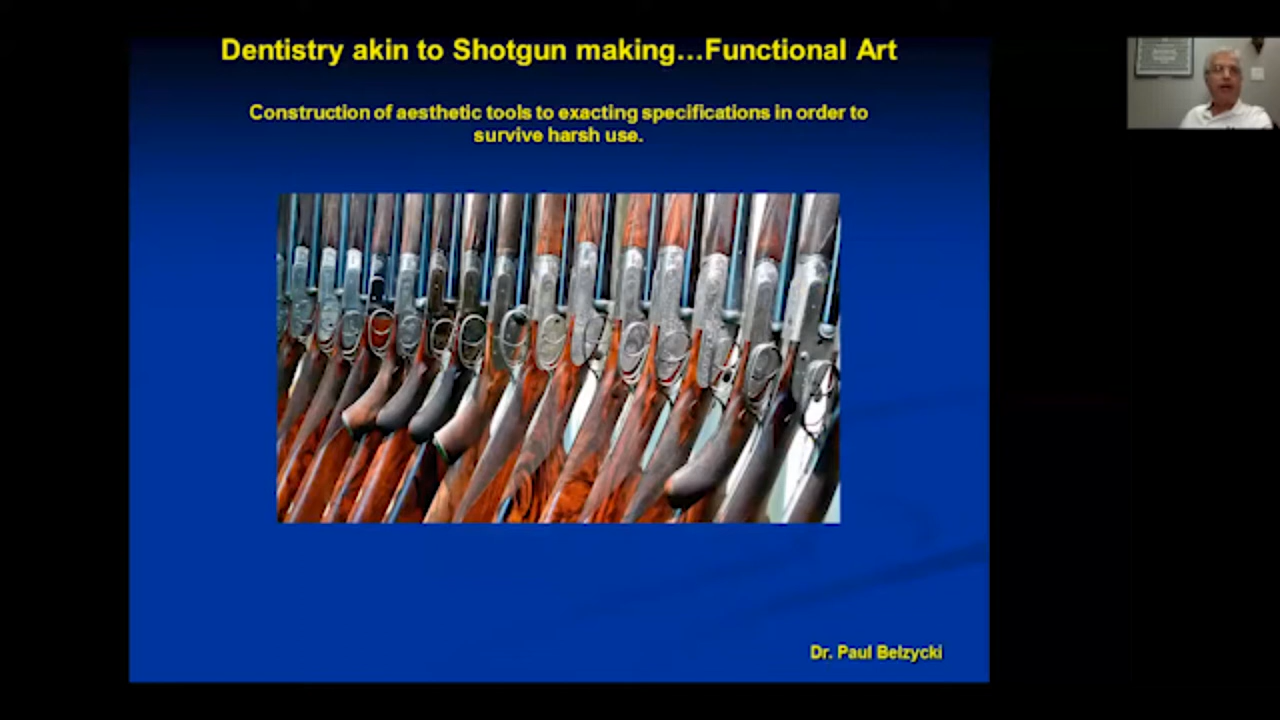 Dentistry akin to Shotgun making...Functional Art
Construction of aesthetic tools to exacting specifications in order to
survive harsh use.
Dr. Paul Belzycki